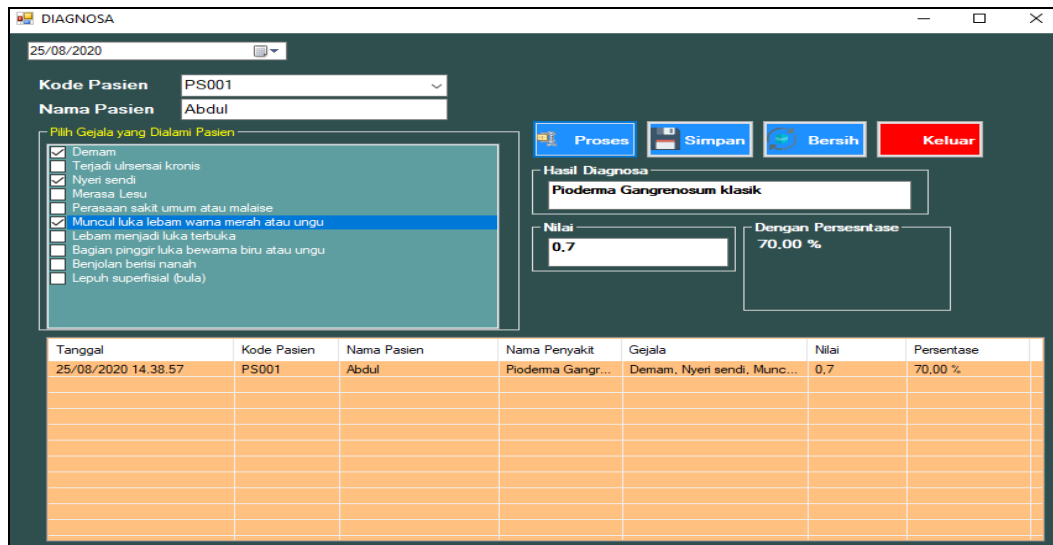 DIAGNOSA
25/08/2020
Kode Pasien PS001
Nama Pasien Abdul
Pilih Gejala yang Dialami Pasien
Demam
Terjadi ulrsersai kronis
Nyeri sendi
Merasa Lesu
Perasaan sakit umum atau malaise
Muncul luka lebam warna merah atau ungu
Lebam menjadi luka terbuka
Bagian pinggir luka bewarna biru atau ungu
Benjolan berisi nanah
Lepuh superfisial (bula)
Proses Simpan Bersih Keluar
Hasil Diagnosa
Pioderma Gangrenosum klasik
Nilai
0,7
Dengan Persesntase
70,00 %
Tanggal Kode Pasien Nama Pasien Nama Penyakit Gejala Nilai Persentase
25/08/2020 14.38.57 PS001 Abdul Pioderma Gangr... Demam, Nyeri sendi, Munc... 0,7 70,00 %